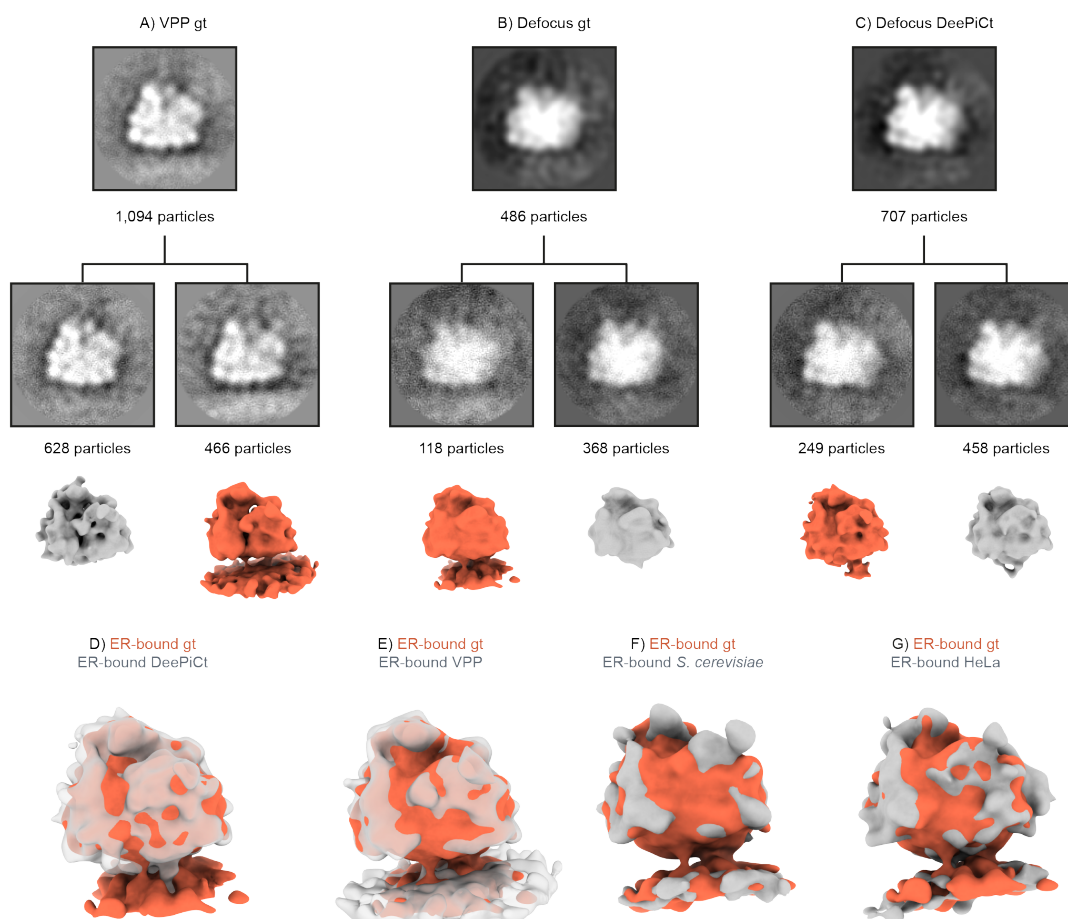 A) VPP gt
B) Defocus gt
C) Defocus DeePiCt
1,094 particles
486 particles
707 particles
628 particles
466 particles
118 particles
368 particles
249 particles
458 particles
D) ER-bound gt
ER-bound DeePiCt
E) ER-bound gt
ER-bound VPP
F) ER-bound gt
ER-bound S. cerevisiae
G) ER-bound gt
ER-bound HeLa